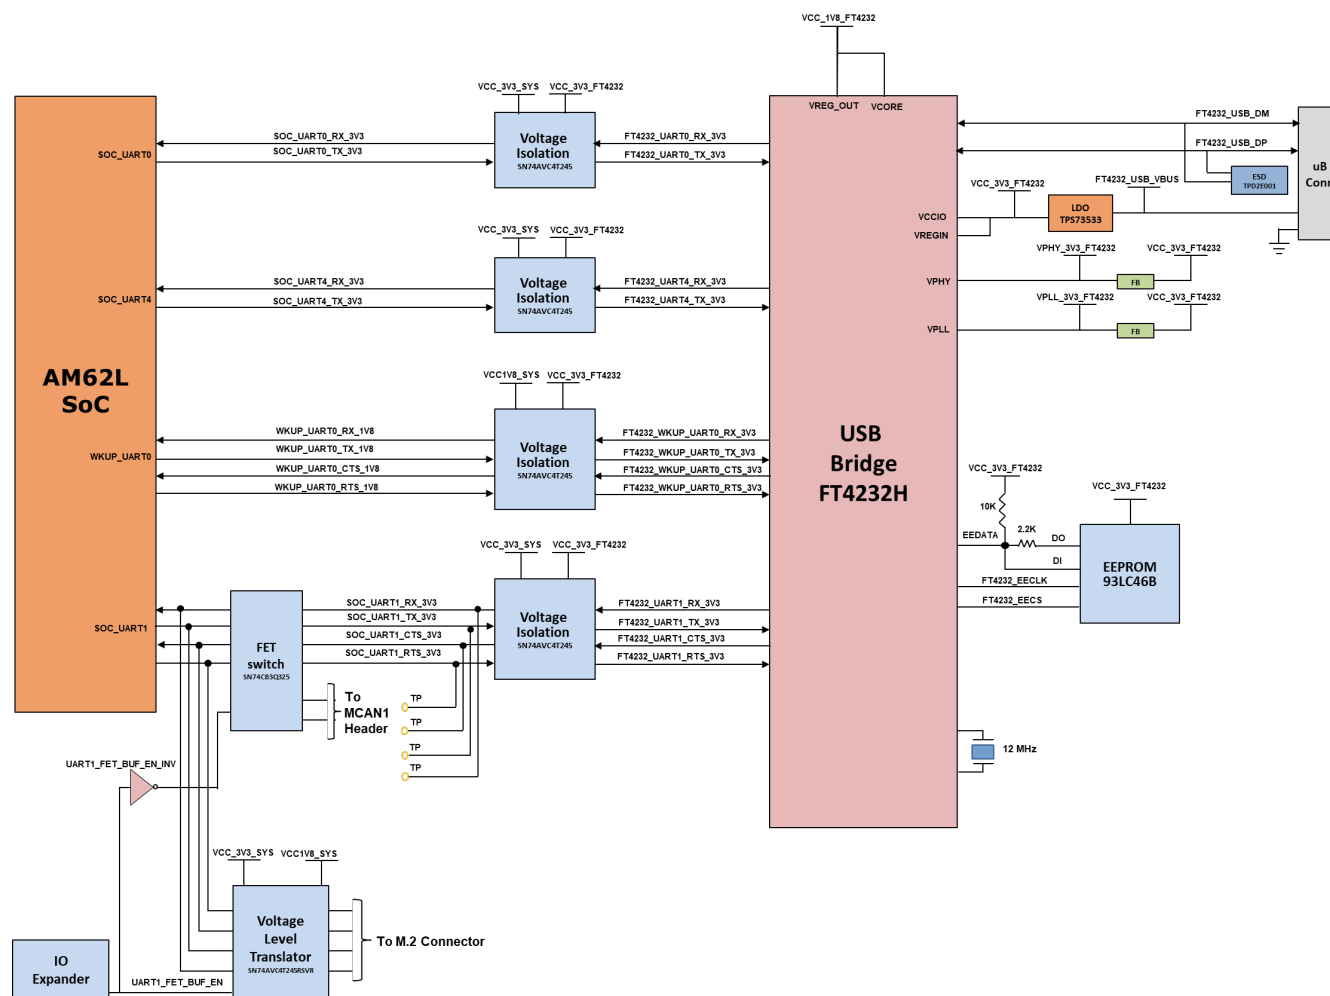 VCC_1V8_FT4232
VREG_OUT
VCORE
VCC_3V3_SYS
VCC_3V3_FT4232
SOC_UART0
SOC_UART0_RX_3V3
SOC_UART0_TX_3V3
Voltage
Isolation
SN74AVC4T245
FT4232_UART0_RX_3V3
FT4232_UART0_TX_3V3
FT4232_USB_DM
FT4232_USB_DP
ESD
TPD2E001
uB
Conn
VCC_3V3_FT4232
FT4232_USB_VBUS
LDO
TPS73533
VCCIO
VREGIN
VCC_3V3_SYS
VCC_3V3_FT4232
SOC_UART4
SOC_UART4_RX_3V3
SOC_UART4_TX_3V3
Voltage
Isolation
SN74AVC4T245
FT4232_UART4_RX_3V3
FT4232_UART4_TX_3V3
VPHY_3V3_FT4232
VCC_3V3_FT4232
VPHY
FB
VPLL_3V3_FT4232
VCC_3V3_FT4232
VPLL
FB
AM62L
SoC
USB
Bridge
FT4232H
VCC1V8_SYS
VCC_3V3_FT4232
WKUP_UART0
WKUP_UART0_RX_1V8
WKUP_UART0_TX_1V8
WKUP_UART0_CTS_1V8
WKUP_UART0_RTS_1V8
Voltage
Isolation
SN74AVC4T245
FT4232_WKUP_UART0_RX_3V3
FT4232_WKUP_UART0_TX_3V3
FT4232_WKUP_UART0_CTS_3V3
FT4232_WKUP_UART0_RTS_3V3
VCC_3V3_FT4232
10K
2.2K
EEDATA
DO
DI
FT4232_EECLK
FT4232_EECS
VCC_3V3_FT4232
EEPROM
93LC46B
VCC_3V3_SYS
VCC_3V3_FT4232
SOC_UART1
FET
switch
SN74CB3Q325
SOC_UART1_RX_3V3
SOC_UART1_TX_3V3
SOC_UART1_CTS_3V3
SOC_UART1_RTS_3V3
Voltage
Isolation
SN74AVC4T245
FT4232_UART1_RX_3V3
FT4232_UART1_TX_3V3
FT4232_UART1_CTS_3V3
FT4232_UART1_RTS_3V3
To
MCAN1
Header
TP
TP
TP
TP
12 MHz
UART1_FET_BUF_EN_INV
VCC_3V3_SYS
VCC1V8_SYS
Voltage
Level
Translator
SN74AVC4T245RSVR
To M.2 Connector
IO
Expander
UART1_FET_BUF_EN